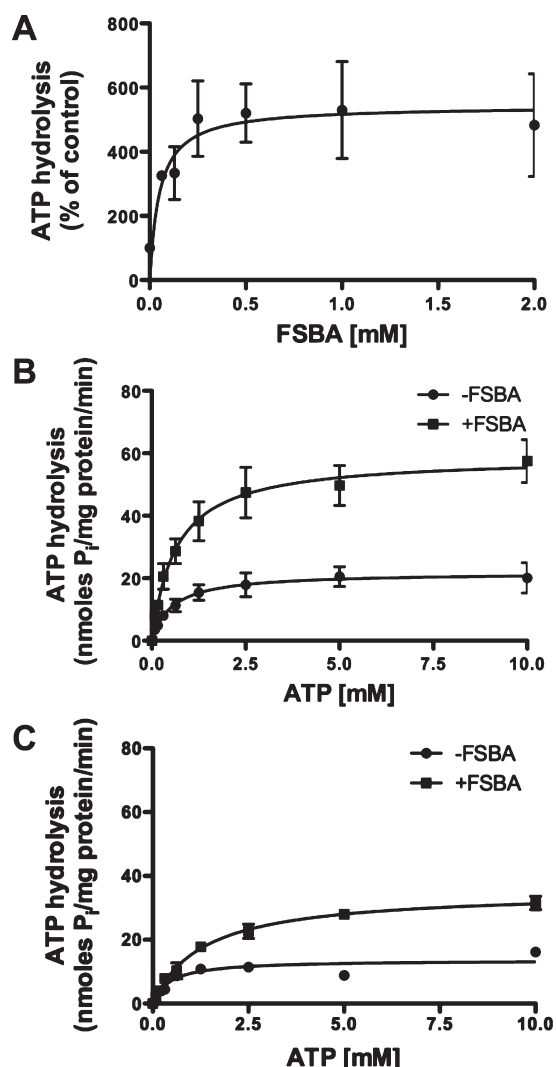 A
ATP hydrolysis
(% of control)
800
600
400
200
0
0.0 0.5 1.0 1.5 2.0
FSBA [mM]
B
ATP hydrolysis
(nmoles Pi/mg protein/min)
80
60
40
20
0
-FSBA
+FSBA
0.0 2.5 5.0 7.5 10.0
ATP [mM]
C
ATP hydrolysis
(nmoles Pi/mg protein/min)
80
60
40
20
0
-FSBA
+FSBA
0.0 2.5 5.0 7.5 10.0
ATP [mM]